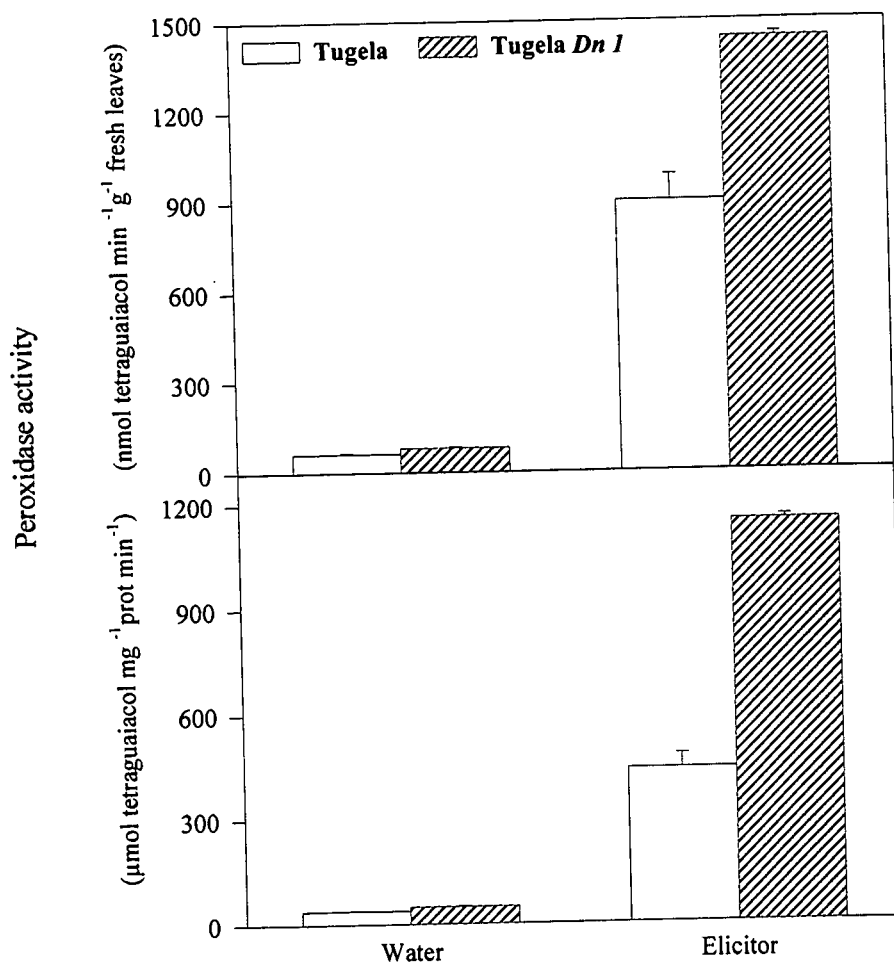 Peroxidase activity
(nmol tetraguaiacol min -1g-1 fresh leaves)
1500
1200
900
600
300
0
Tugela
Tugela Dn 1
(µmol tetraguaiacol mg -1prot min-1)
1200
900
600
300
0
Water
Elicitor